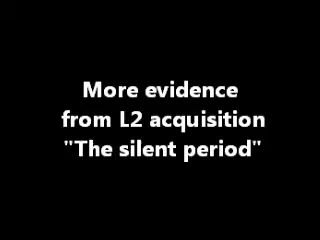 More evidence
from L2 acquisition
"The silent period"